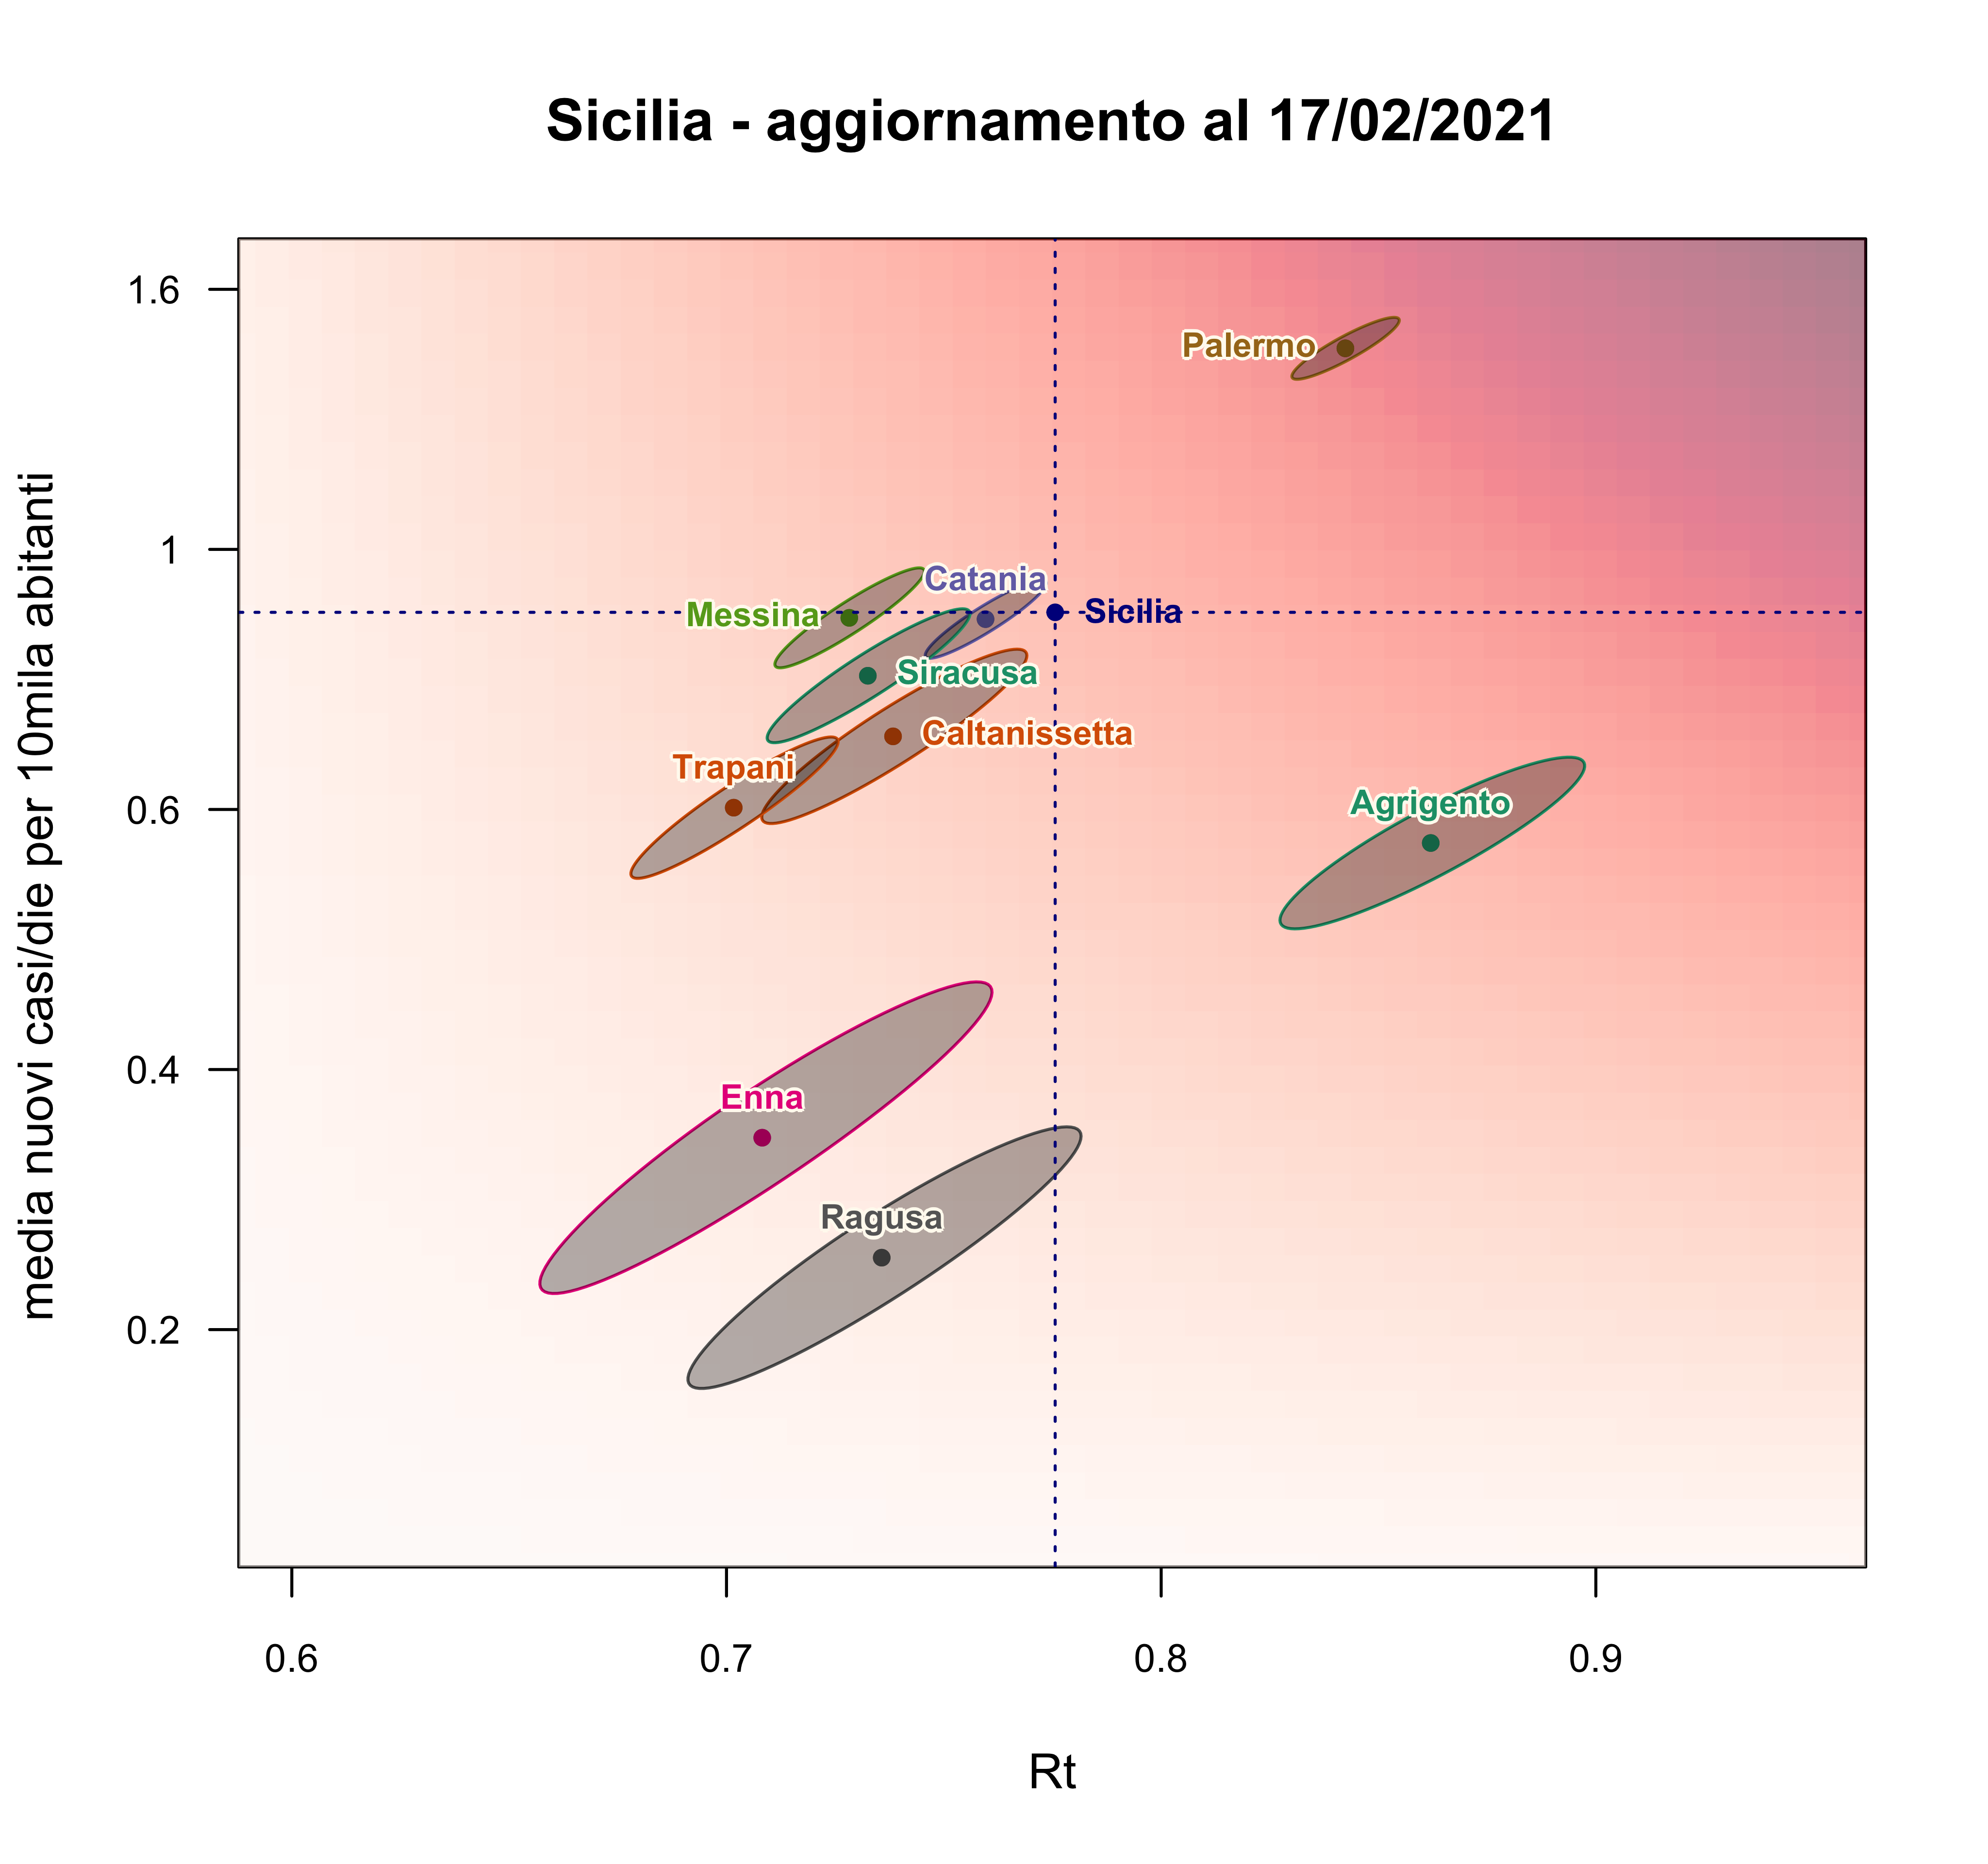 Sicilia - aggiornamento al 17/02/2021
media nuovi casi/die per 10mila abitanti
1.6
1
0.6
0.4
0.2
Palermo
Catania
Messina
Sicilia
Siracusa
Caltanissetta
Trapani
Agrigento
Enna
Ragusa
0.6 0.7 0.8 0.9
Rt